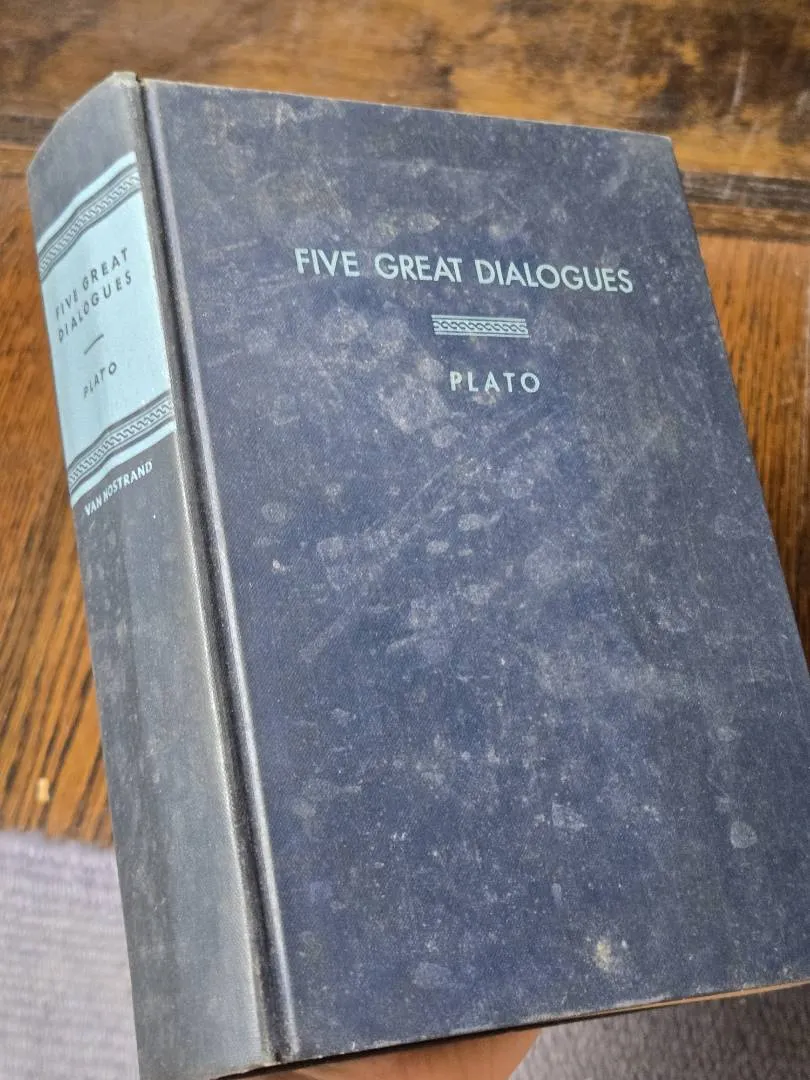 FIVE GREAT
DIALOGUES
PLATO
VAN NOSTRAND
FIVE GREAT DIALOGUES
PLATO